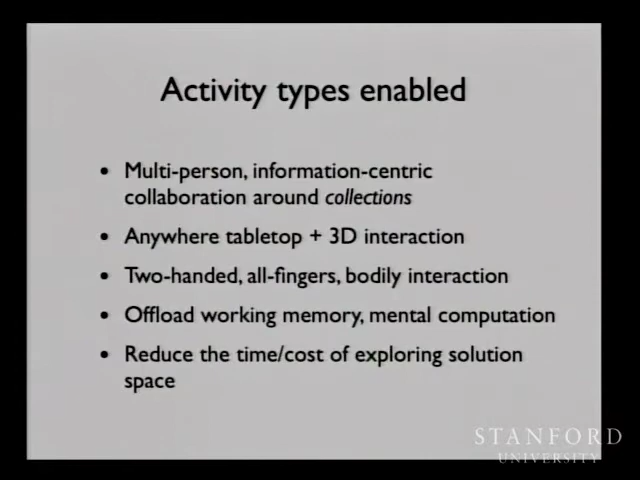 Activity types enabled
• Multi-person, information-centric
collaboration around collections
• Anywhere tabletop + 3D interaction
• Two-handed, all-fingers, bodily interaction
• Offload working memory, mental computation
• Reduce the time/cost of exploring solution
space
STANFORD
UNIVERSITY